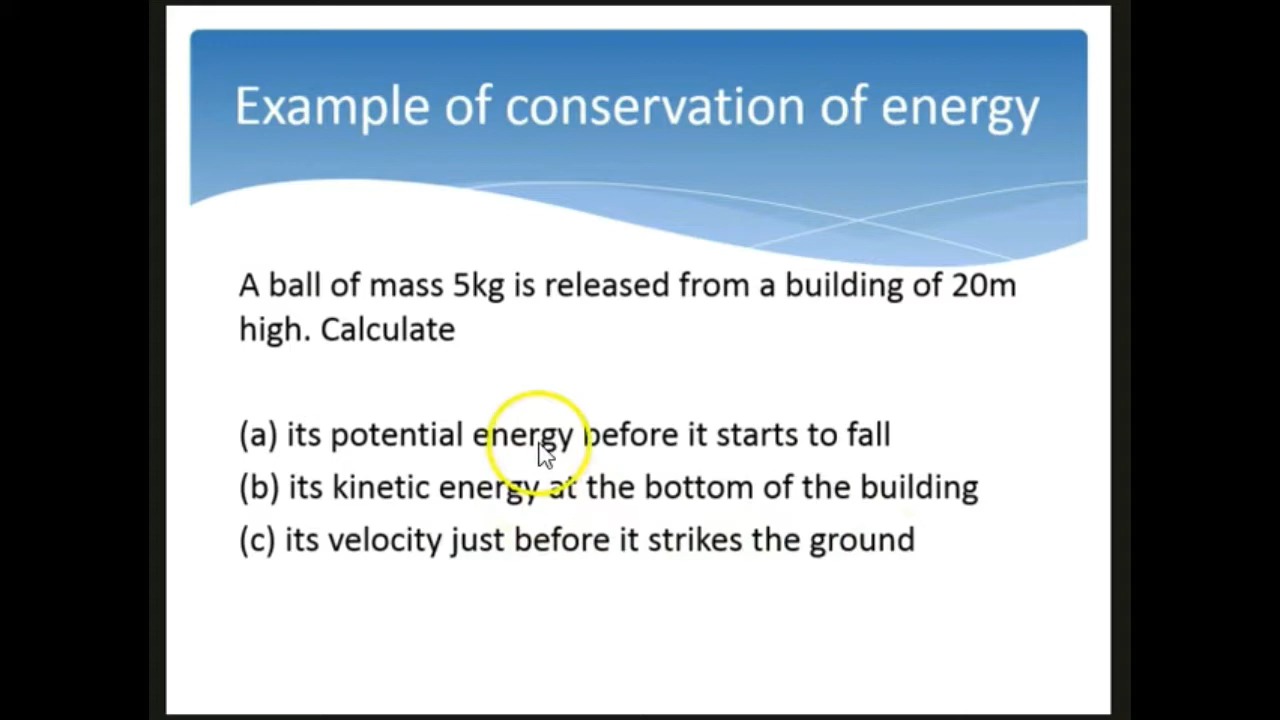 Example of conservation of energy
A ball of mass 5kg is released from a building of 20m
high. Calculate
(a) its potential energy before it starts to fall
(b) its kinetic energy at the bottom of the building
(c) its velocity just before it strikes the ground